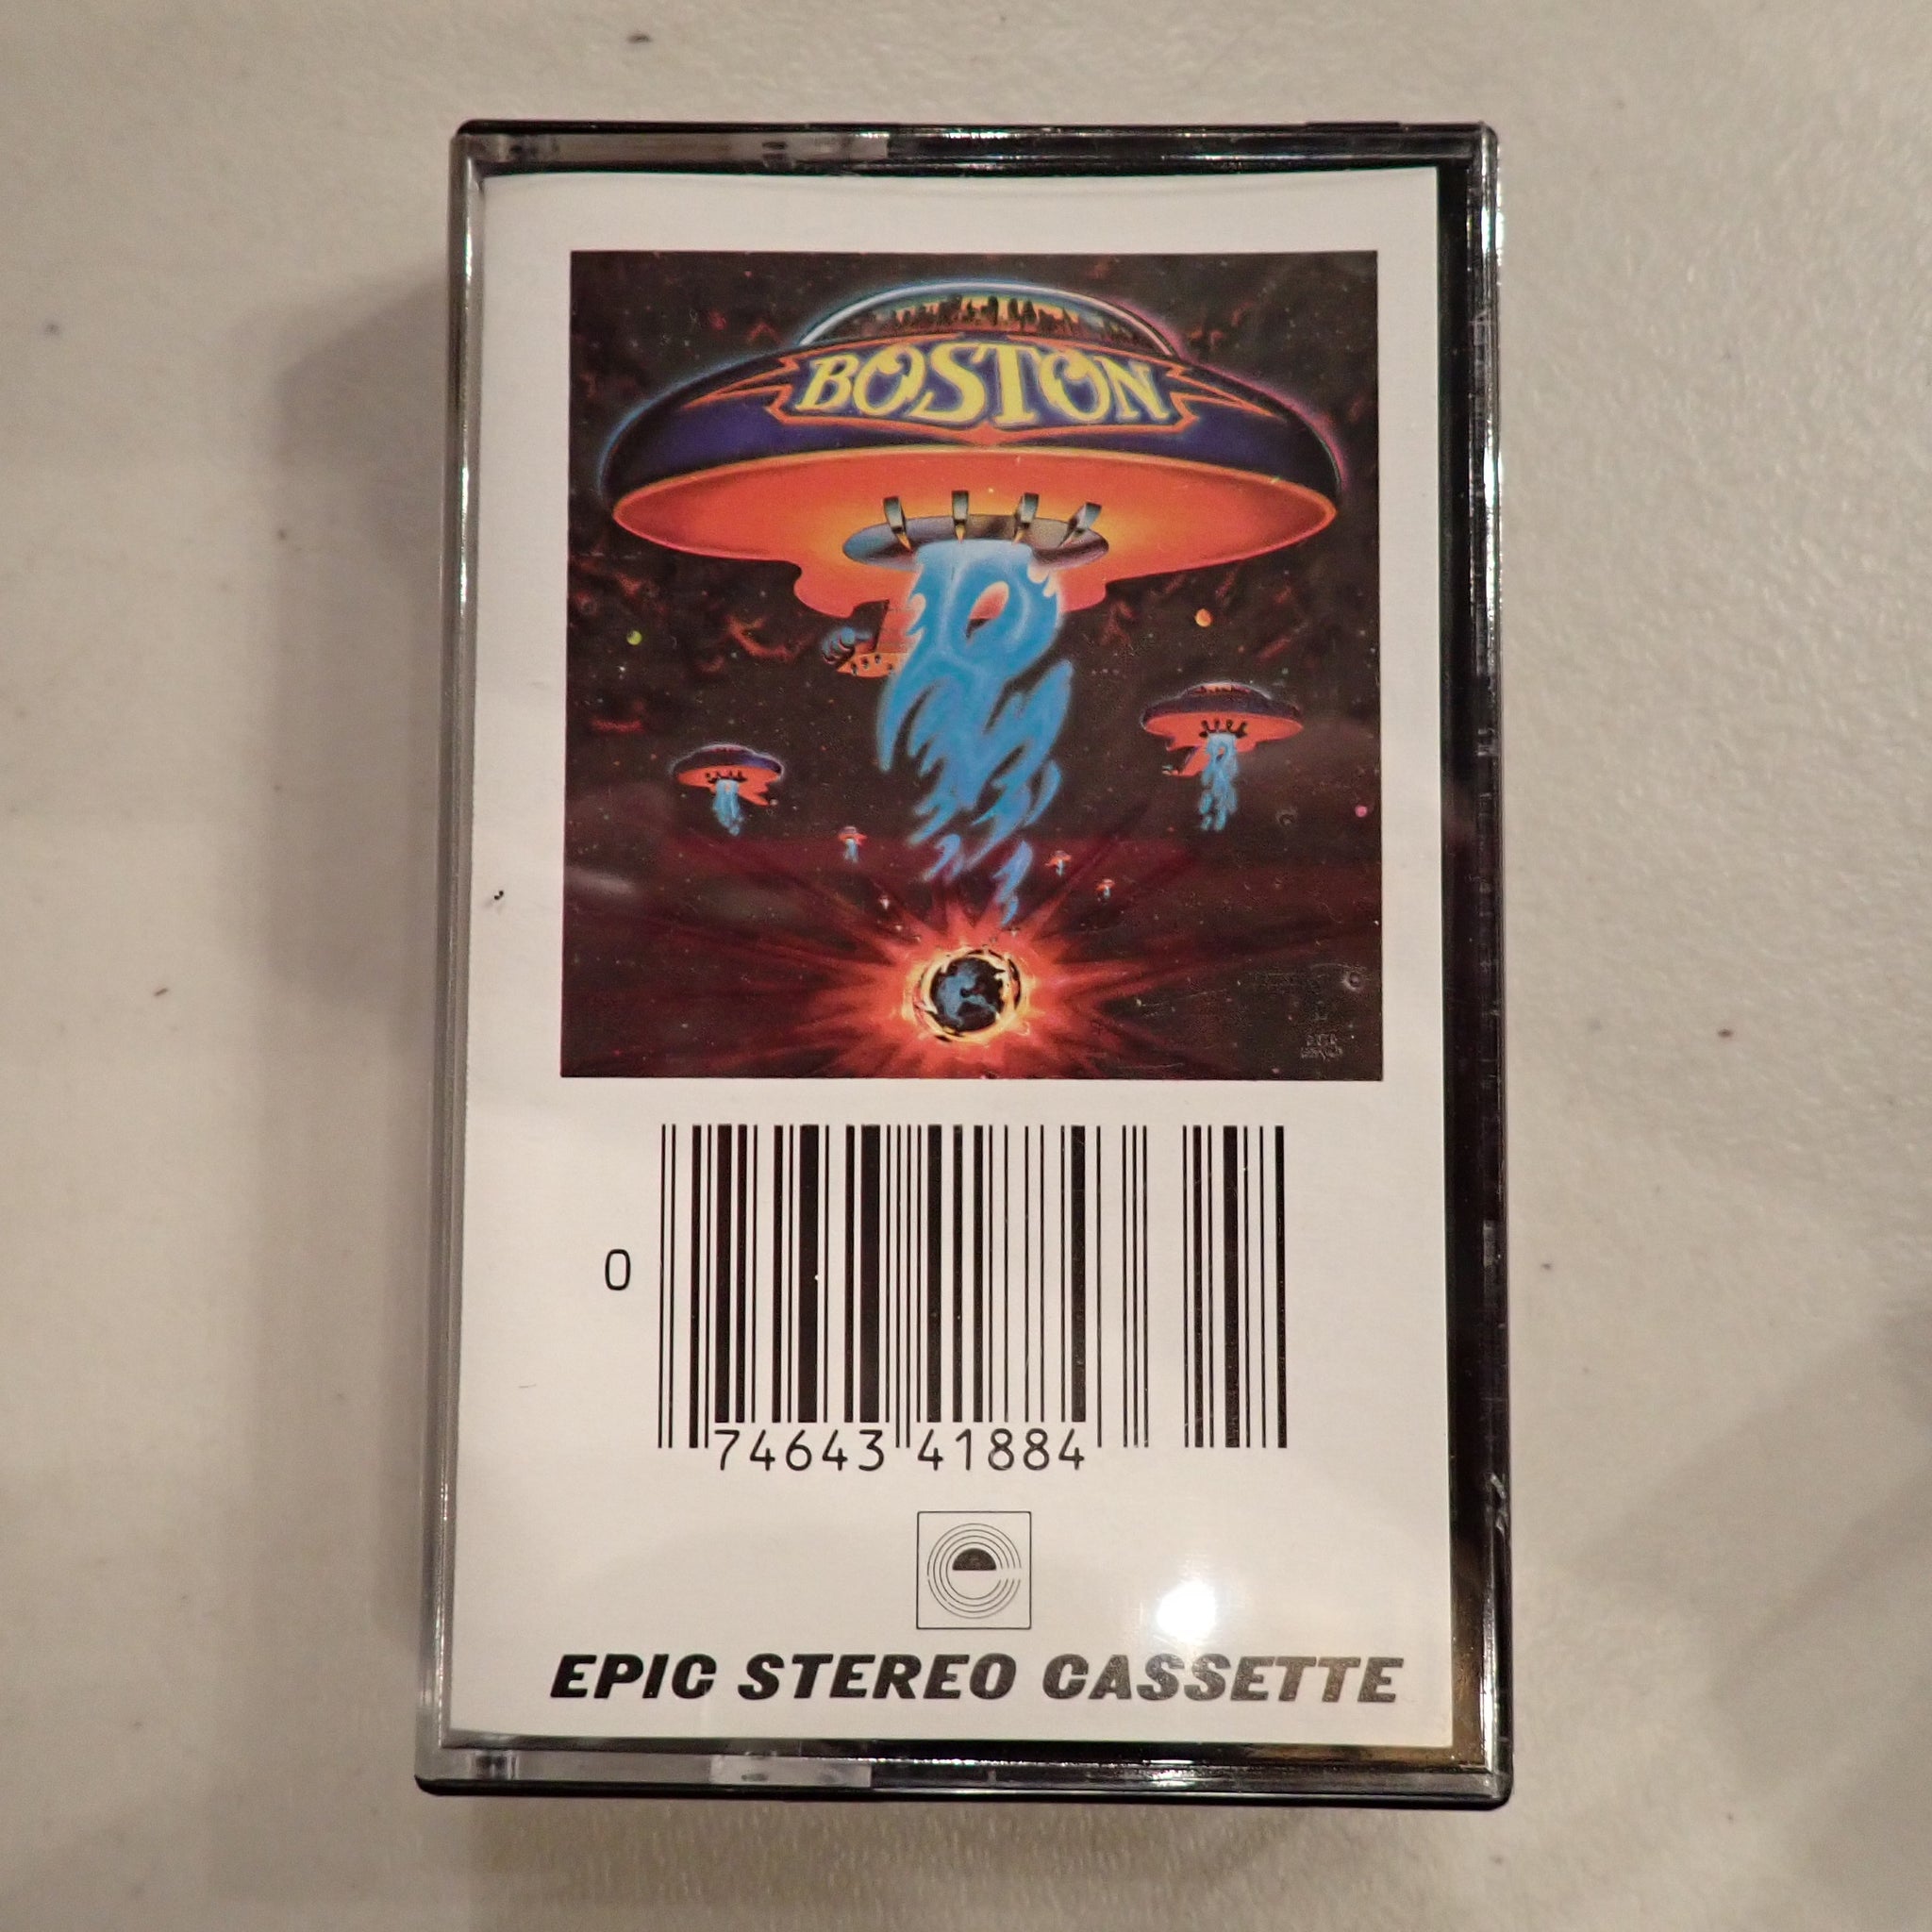 BOSTON
0
74643 41884
e
EPIC STEREO CASSETTE